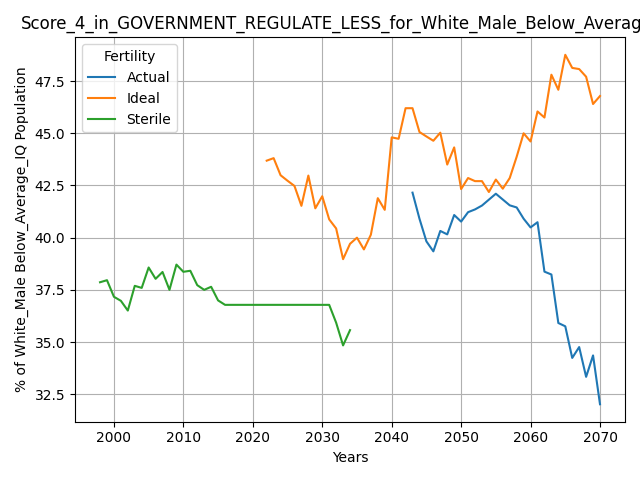 Score_4_in_GOVERNMENT_REGULATE_LESS_for_White_Male_Below_Averag
Fertility
Actual
Ideal
Sterile
% of White_Male Below_Average_IQ Population
47.5
45.0
42.5
40.0
37.5
35.0
32.5
2000 2010 2020 2030 2040 2050 2060 2070
Years